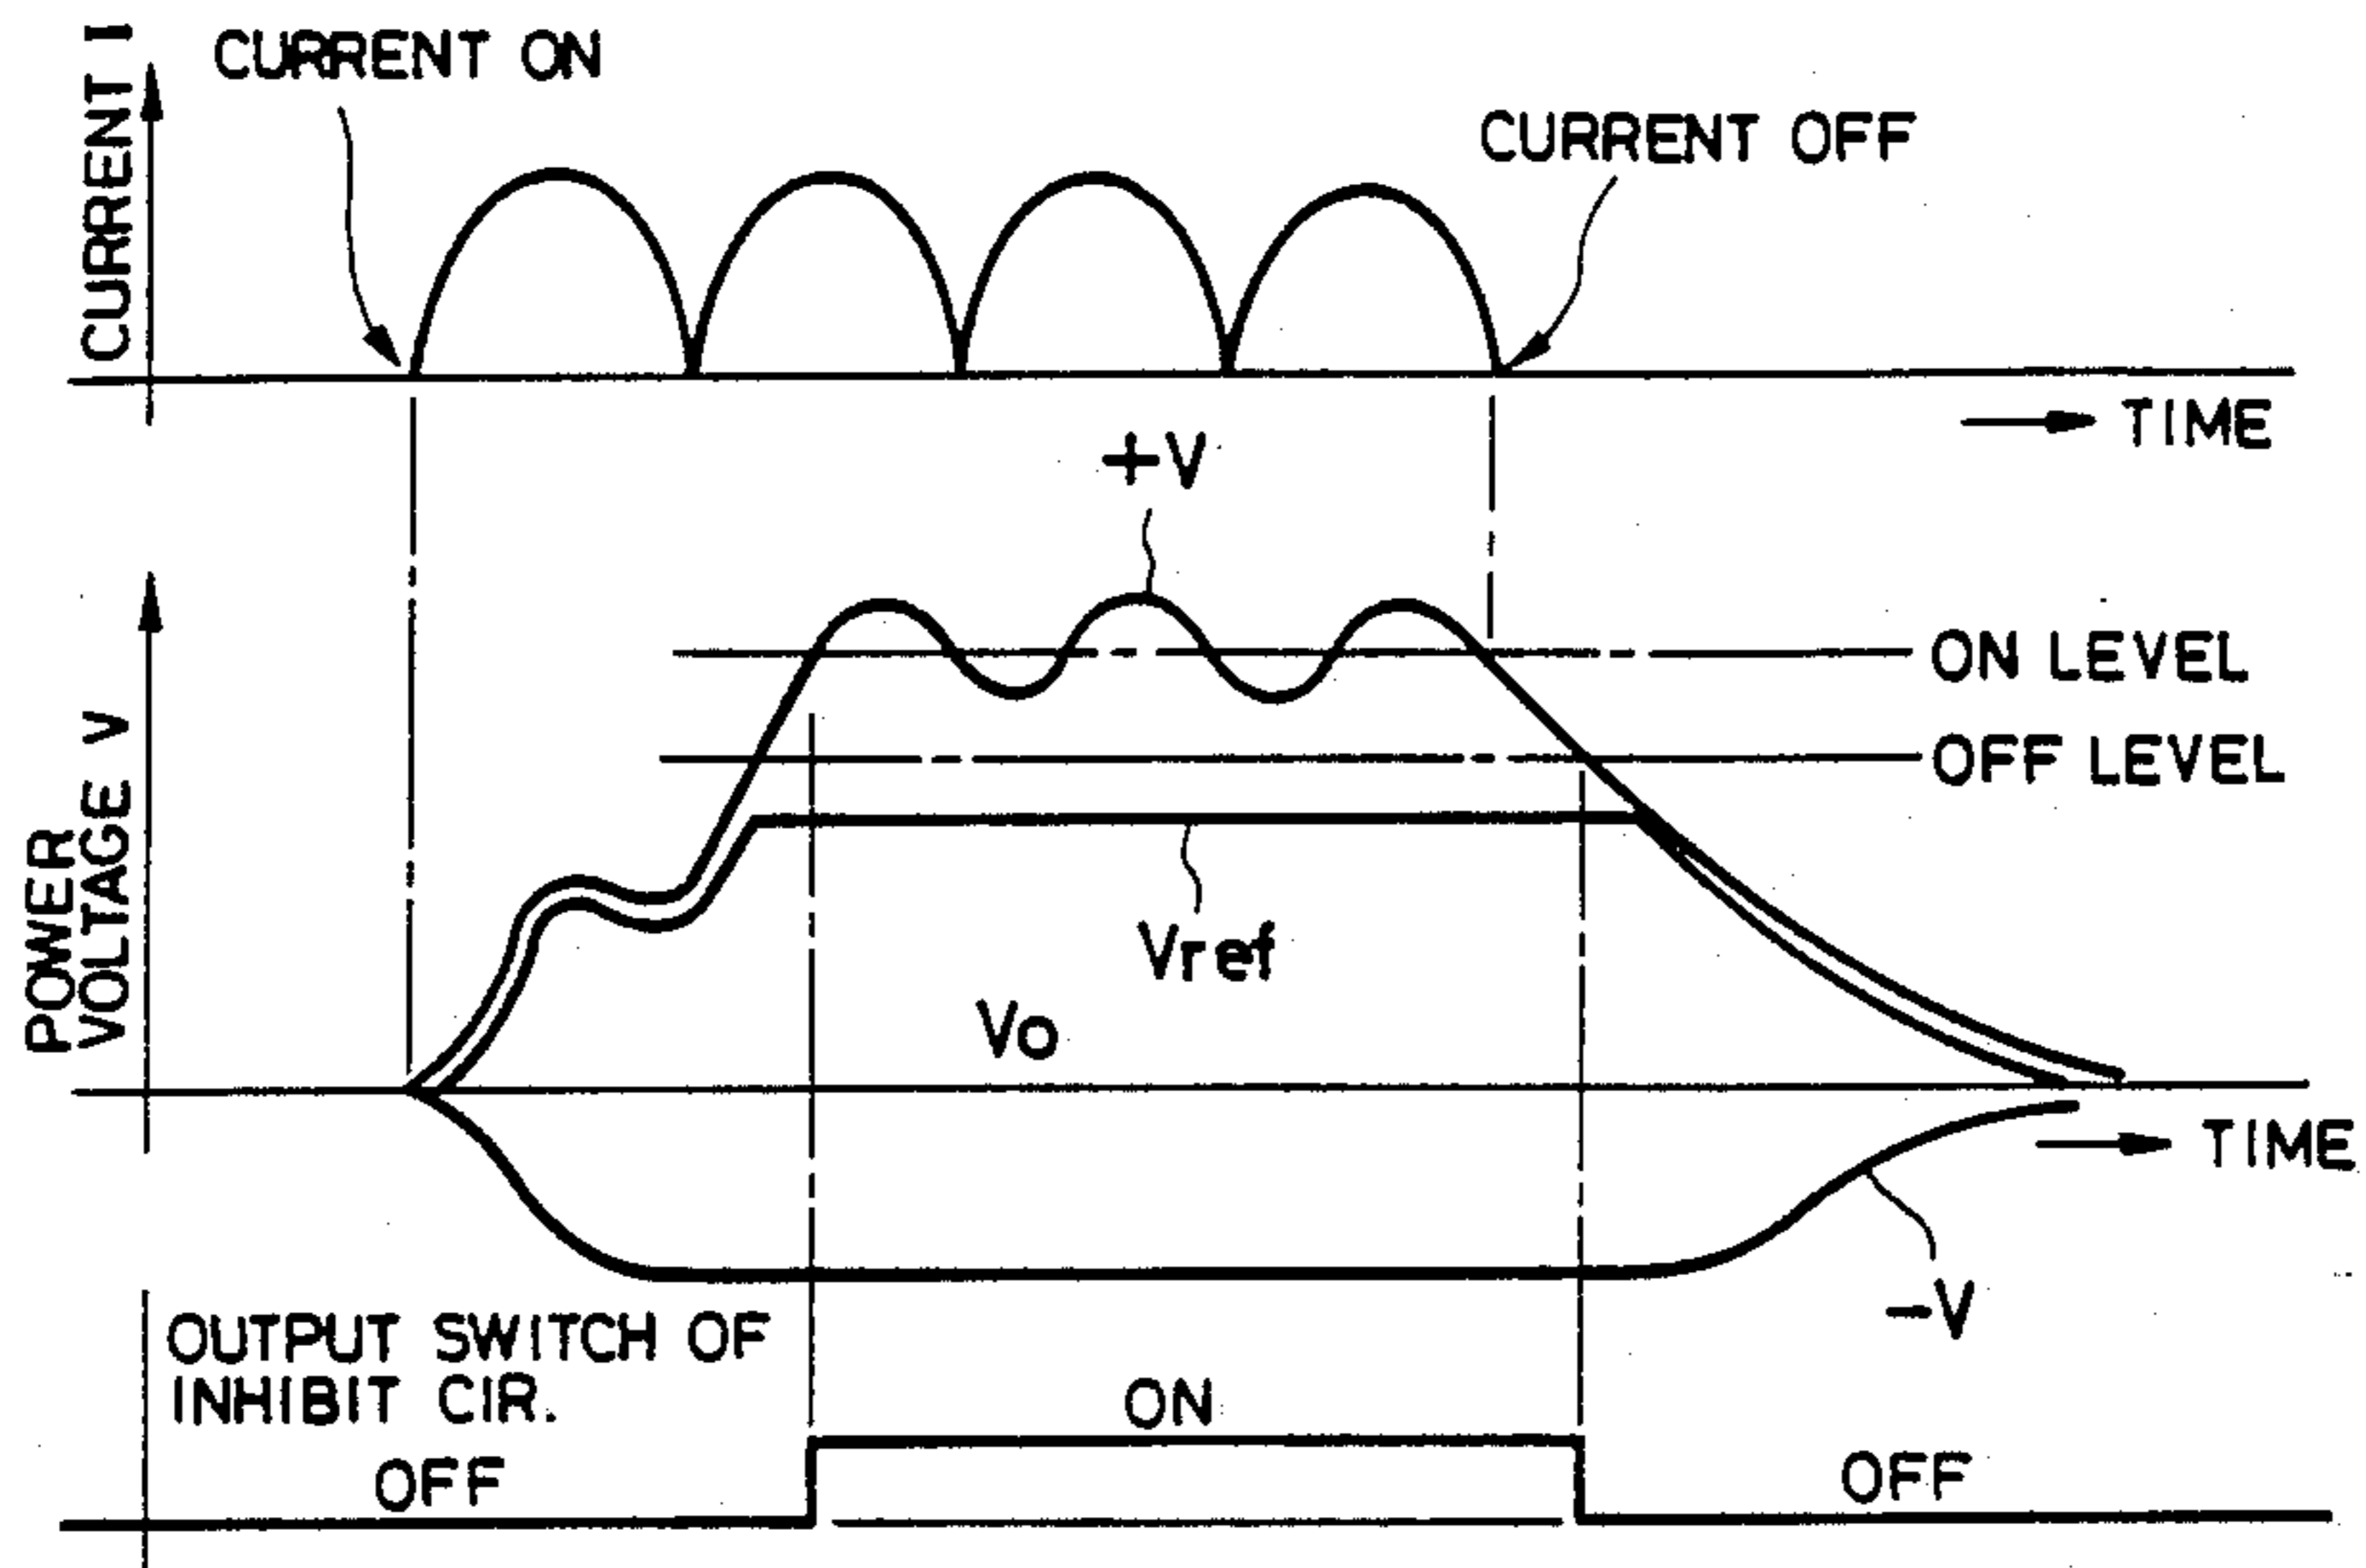 CURRENT I
CURRENT ON
CURRENT OFF
TIME
+V
ON LEVEL
OFF LEVEL
POWER
VOLTAGE V
Vref
Vo
TIME
-V
OUTPUT SWITCH OF
INHIBIT CIR.
ON
OFF
OFF